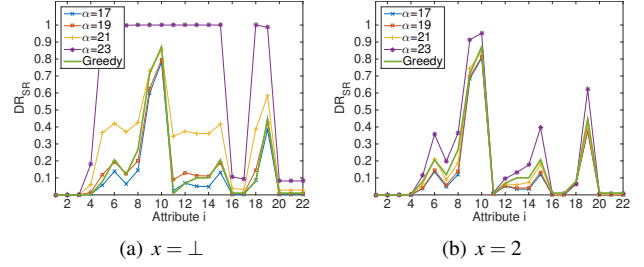 α=17
α=19
α=21
α=23
Greedy
DR_SR
1
0.9
0.8
0.7
0.6
0.5
0.4
0.3
0.2
0.1
2 4 6 8 10 12 14 16 18 20 22
Attribute i
(a) x = ⊥
α=17
α=19
α=21
α=23
Greedy
DR_SR
1
0.9
0.8
0.7
0.6
0.5
0.4
0.3
0.2
0.1
2 4 6 8 10 12 14 16 18 20 22
Attribute i
(b) x = 2